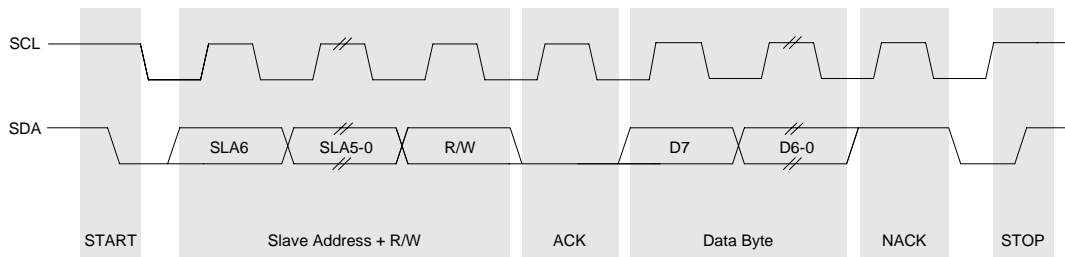 SCL
SDA
SLA6 SLA5-0 R/W D7 D6-0
START Slave Address + R/W ACK Data Byte NACK STOP